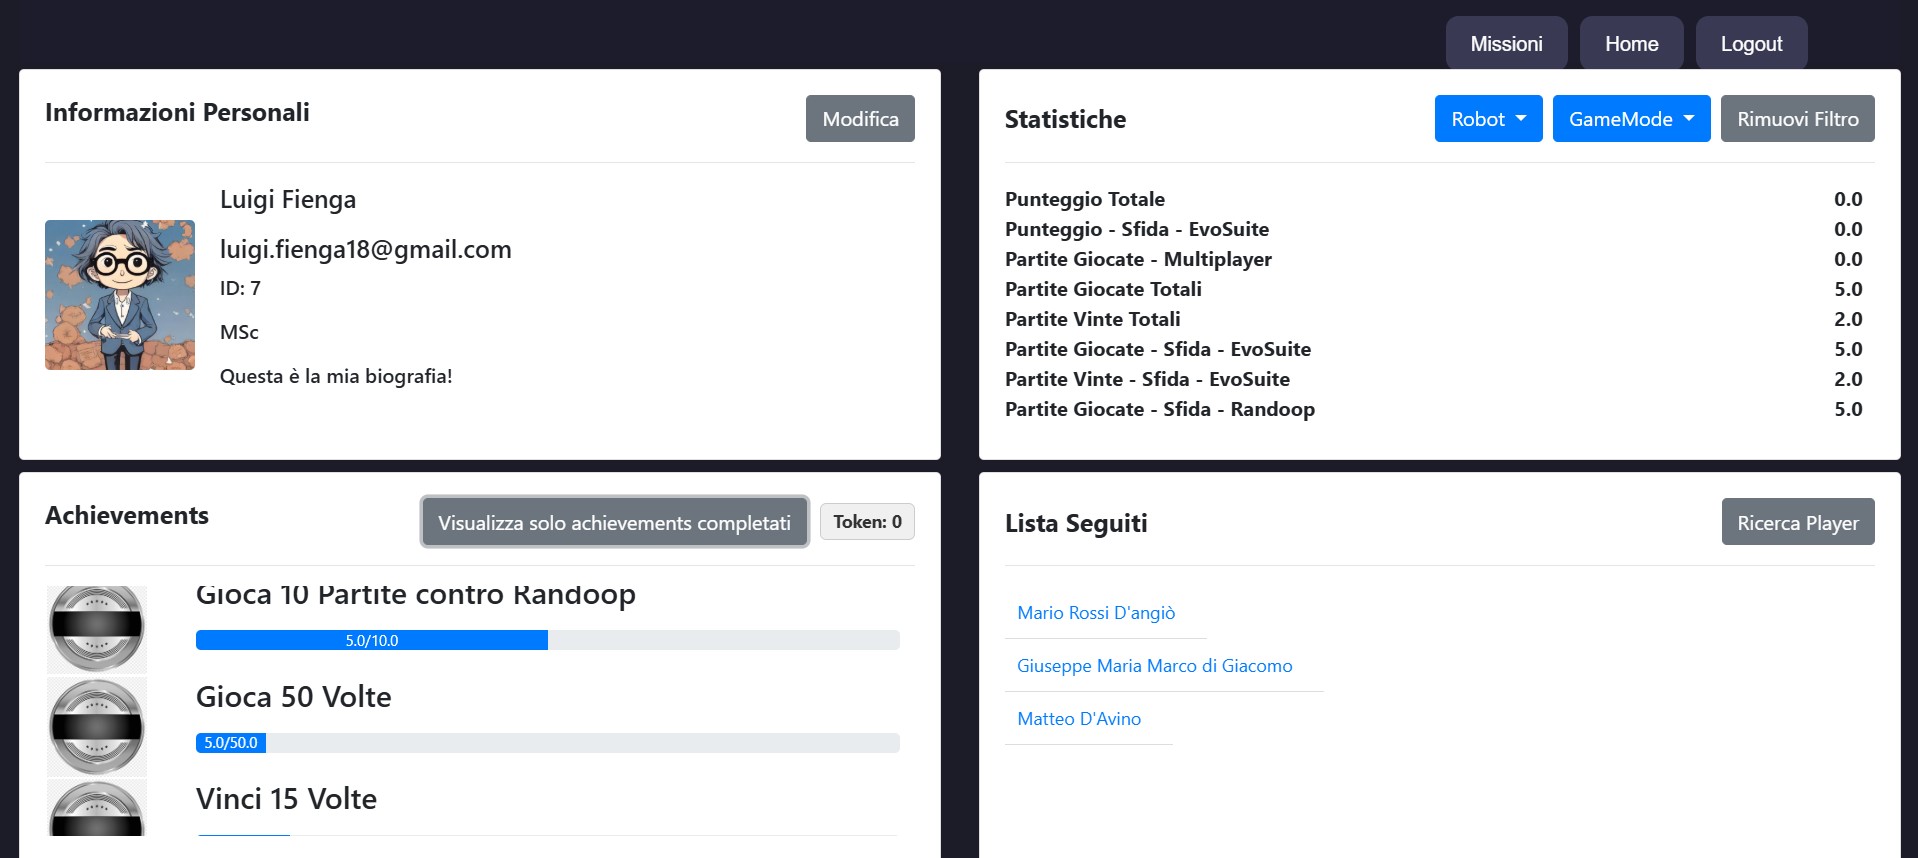 Missioni
Home
Logout
Informazioni Personali
Modifica
Luigi Fienga
luigi.fienga18@gmail.com
ID: 7
MSc
Questa è la mia biografia!
Statistiche
Robot
GameMode
Rimuovi Filtro
Punteggio Totale 0.0
Punteggio - Sfida - EvoSuite 0.0
Partite Giocate - Multiplayer 0.0
Partite Giocate Totali 5.0
Partite Vinte Totali 2.0
Partite Giocate - Sfida - EvoSuite 5.0
Partite Vinte - Sfida - EvoSuite 2.0
Partite Giocate - Sfida - Randoop 5.0
Achievements
Visualizza solo achievements completati
Token: 0
Gioca 10 Partite contro Randoop
5.0/10.0
Gioca 50 Volte
5.0/50.0
Vinci 15 Volte
Lista Seguiti
Ricerca Player
Mario Rossi D'angiò
Giuseppe Maria Marco di Giacomo
Matteo D'Avino